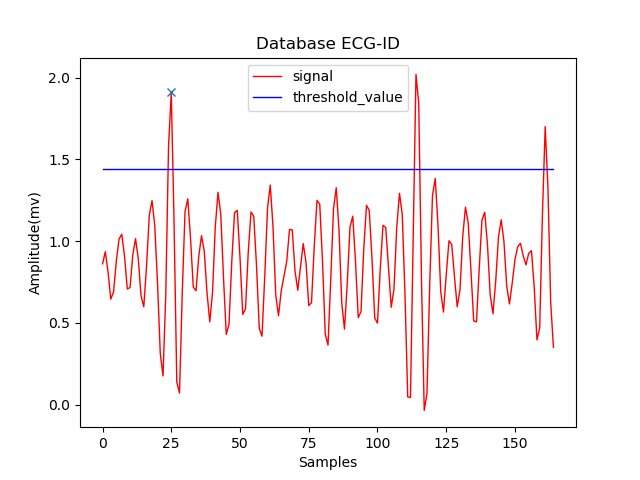 Database ECG-ID
signal
threshold_value
Amplitude(mv)
2.0
1.5
1.0
0.5
0.0
0 25 50 75 100 125 150
Samples